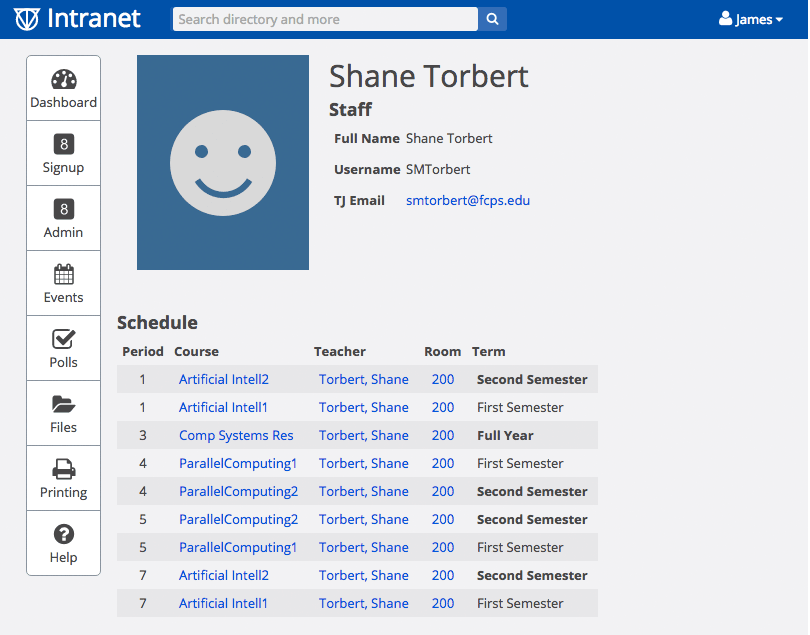 Intranet
Search directory and more
James
Dashboard
8
Signup
8
Admin
Events
Polls
Files
Printing
?
Help
Shane Torbert
Staff
Full Name Shane Torbert
Username SMTorbert
TJ Email smtorbert@fcps.edu
Schedule
Period Course Teacher Room Term
1 Artificial Intell2 Torbert, Shane 200 Second Semester
1 Artificial Intell1 Torbert, Shane 200 First Semester
3 Comp Systems Res Torbert, Shane 200 Full Year
4 ParallelComputing1 Torbert, Shane 200 First Semester
4 ParallelComputing2 Torbert, Shane 200 Second Semester
5 ParallelComputing2 Torbert, Shane 200 Second Semester
5 ParallelComputing1 Torbert, Shane 200 First Semester
7 Artificial Intell2 Torbert, Shane 200 Second Semester
7 Artificial Intell1 Torbert, Shane 200 First Semester